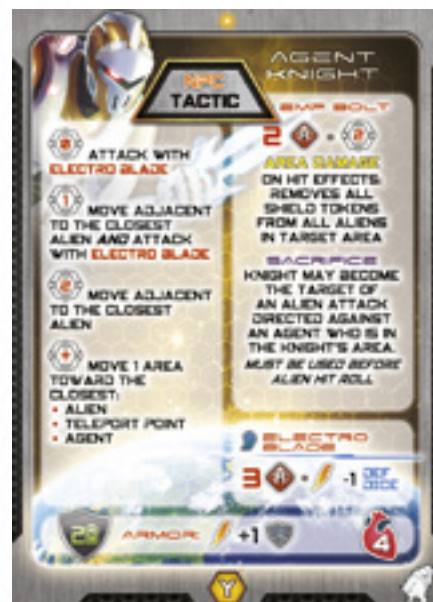 AGENT
KNIGHT
NPC
TACTIC
0 ATTACK WITH
ELECTRO BLADE
1 MOVE ADJACENT
TO THE CLOSEST
ALIEN AND ATTACK
WITH ELECTRO BLADE
2 MOVE ADJACENT
TO THE CLOSEST
ALIEN
+ MOVE 1 AREA
TOWARD THE
CLOSEST:
• ALIEN
• TELEPORT POINT
• AGENT
EMP BOLT
2 A - 2
AREA DAMAGE
ON HIT EFFECTS:
REMOVES ALL
SHIELD TOKENS
FROM ALL ALIENS
IN TARGET AREA
SACRIFICE
KNIGHT MAY BECOME
THE TARGET OF
AN ALIEN ATTACK
DIRECTED AGAINST
AN AGENT WHO IS IN
THE KNIGHT'S AREA.
MUST BE USED BEFORE
ALIEN HIT ROLL
ELECTRO
BLADE
3 A - -1 DEF
DICE
ARMOR: +1
4
Y